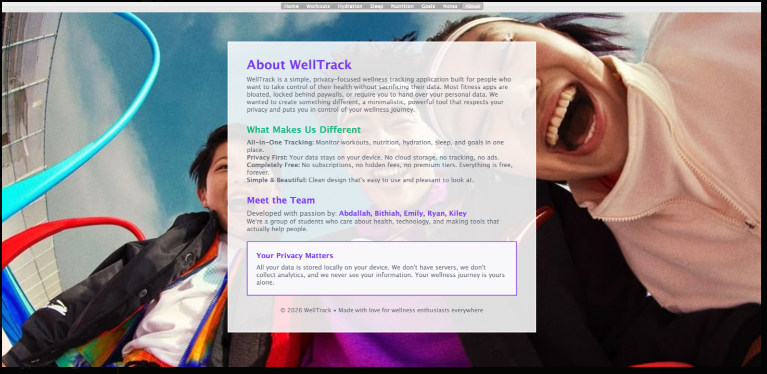 Home Workouts Hydration Sleep Nutrition Goals Notes About
About WellTrack
WellTrack is a simple, privacy-focused wellness tracking application built for people who
want to take control of their health without sacrificing their data. Most fitness apps are
bloated, locked behind paywalls, or require you to hand over your personal data. We
wanted to create something different, a minimalistic, powerful tool that respects your
privacy and puts you in control of your wellness journey.
What Makes Us Different
All-in-One Tracking: Monitor workouts, nutrition, hydration, sleep, and goals in one
place.
Privacy First: Your data stays on your device. No cloud storage, no tracking, no ads.
Completely Free: No subscriptions, no hidden fees, no premium tiers. Everything is free,
forever.
Simple & Beautiful: Clean design that's easy to use and pleasant to look at.
Meet the Team
Developed with passion by: Abdallah, Bithiah, Emily, Ryan, Kiley
We're a group of students who care about health, technology, and making tools that
actually help people.
Your Privacy Matters
All your data is stored locally on your device. We don't have servers, we don't
collect analytics, and we never see your information. Your wellness journey is yours
alone.
© 2026 WellTrack • Made with love for wellness enthusiasts everywhere